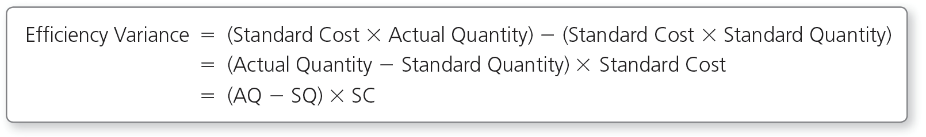 Efficiency Variance = (Standard Cost × Actual Quantity) − (Standard Cost × Standard Quantity)
= (Actual Quantity − Standard Quantity) × Standard Cost
= (AQ − SQ) × SC